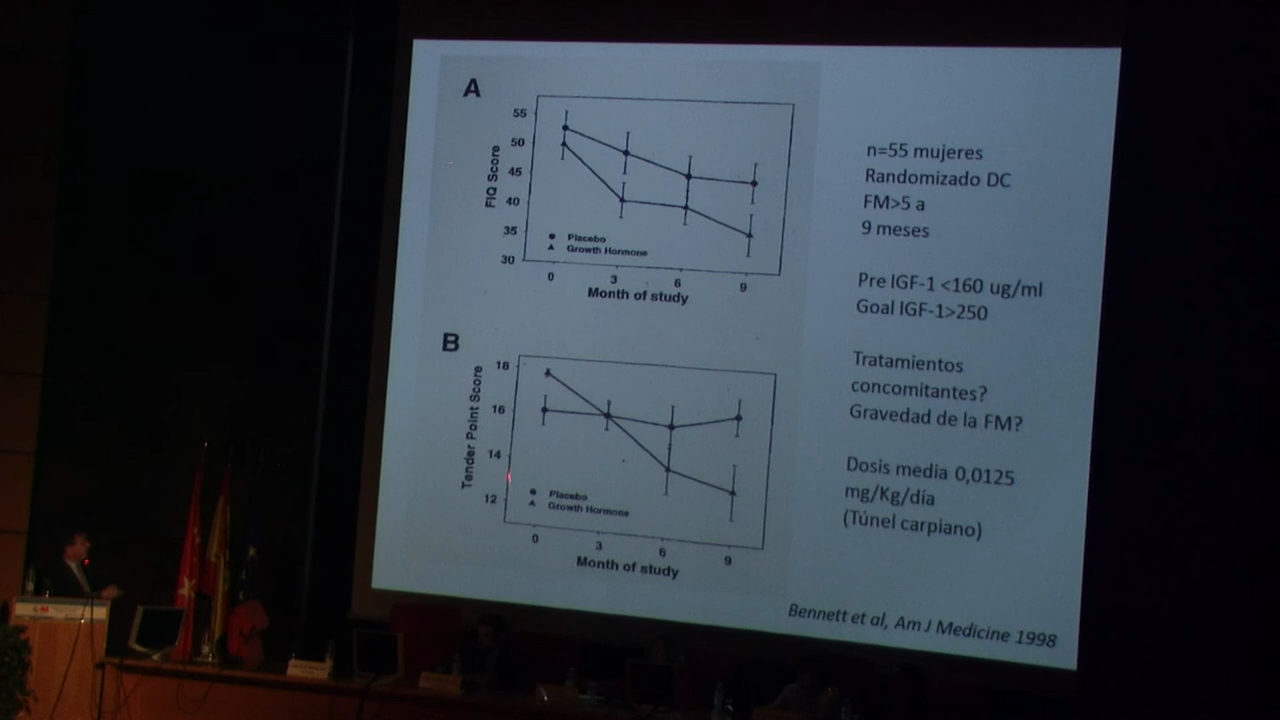 A
55
50
45
40
35
30
FIQ Score
Placebo
Growth Hormone
0 3 6 9
Month of study
B
18
16
14
12
Tender Point Score
Placebo
Growth Hormone
0 3 6 9
Month of study
n=55 mujeres
Randomizado DC
FM>5 a
9 meses
Pre IGF-1 <160 ug/ml
Goal IGF-1>250
Tratamientos
concomitantes?
Gravedad de la FM?
Dosis media 0,0125
mg/Kg/día
(Túnel carpiano)
Bennett et al, Am J Medicine 1998